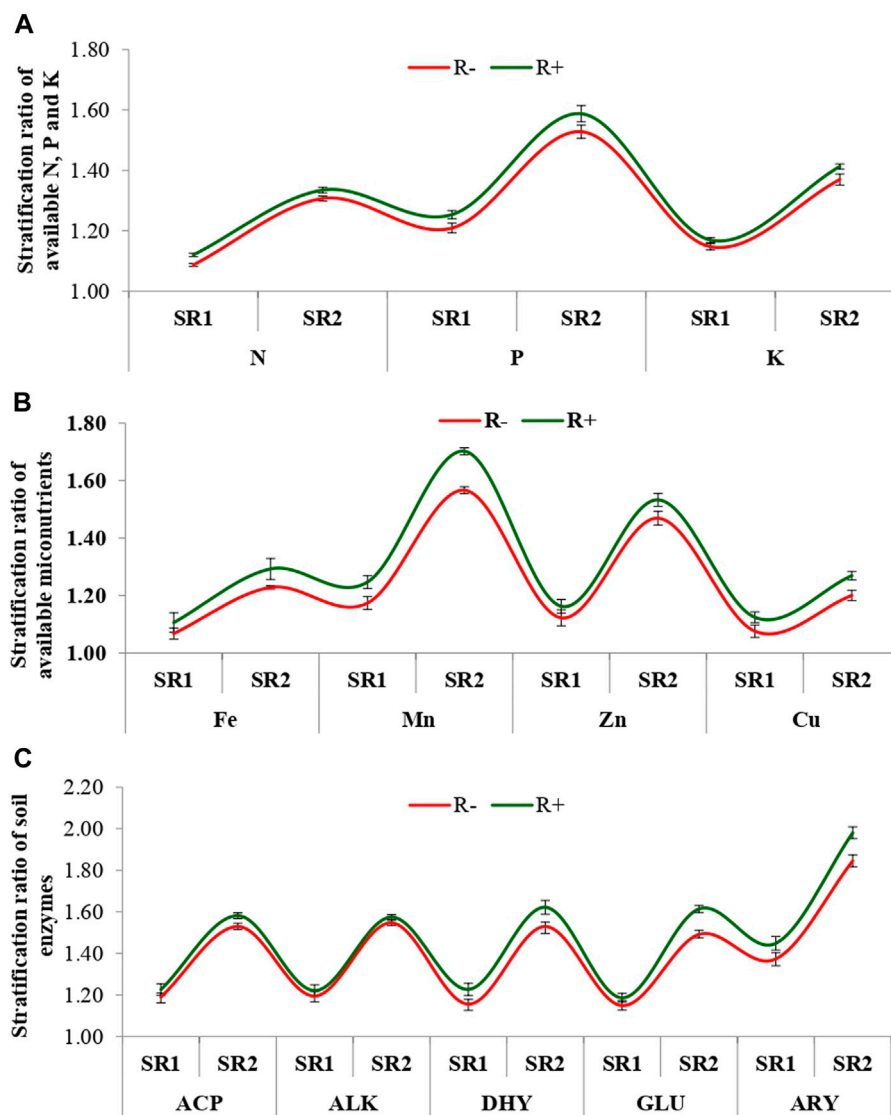 A
Stratification ratio of
available N, P and K
1.80
1.60
1.40
1.20
1.00
R- R+
SR1 SR2 SR1 SR2 SR1 SR2
N P K
B
Stratification ratio of
available miconutrients
1.80
1.60
1.40
1.20
1.00
R- R+
SR1 SR2 SR1 SR2 SR1 SR2 SR1 SR2
Fe Mn Zn Cu
C
Stratification ratio of soil
enzymes
2.20
2.00
1.80
1.60
1.40
1.20
1.00
R- R+
SR1 SR2 SR1 SR2 SR1 SR2 SR1 SR2 SR1 SR2
ACP ALK DHY GLU ARY